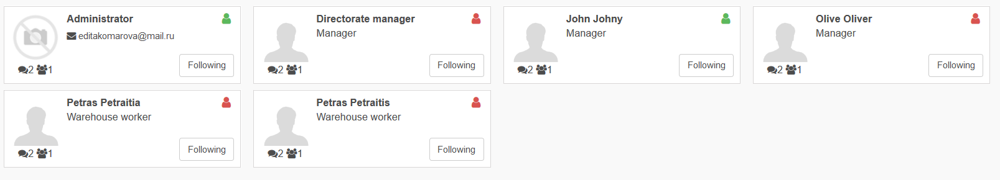 Administrator
editakomarova@mail.ru
2 1
Following
Directorate manager
Manager
2 1
Following
John Johny
Manager
2 1
Following
Olive Oliver
Manager
2 1
Following
Petras Petraitia
Warehouse worker
2 1
Following
Petras Petraitis
Warehouse worker
2 1
Following